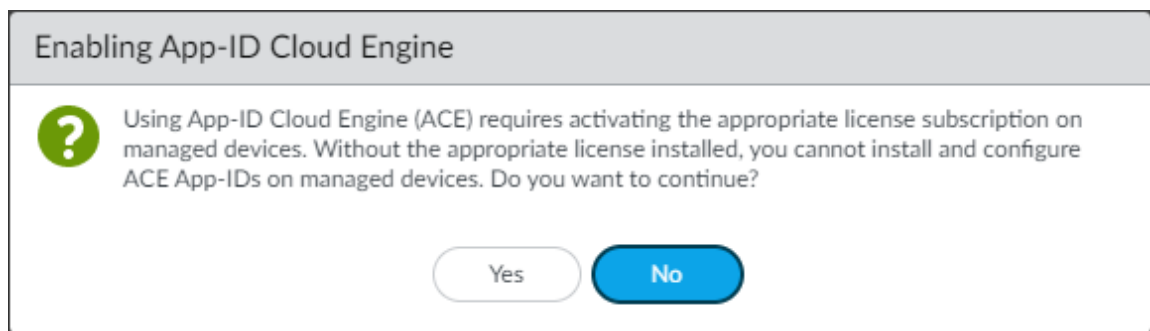 Enabling App-ID Cloud Engine
Using App-ID Cloud Engine (ACE) requires activating the appropriate license subscription on
managed devices. Without the appropriate license installed, you cannot install and configure
ACE App-IDs on managed devices. Do you want to continue?
Yes
No